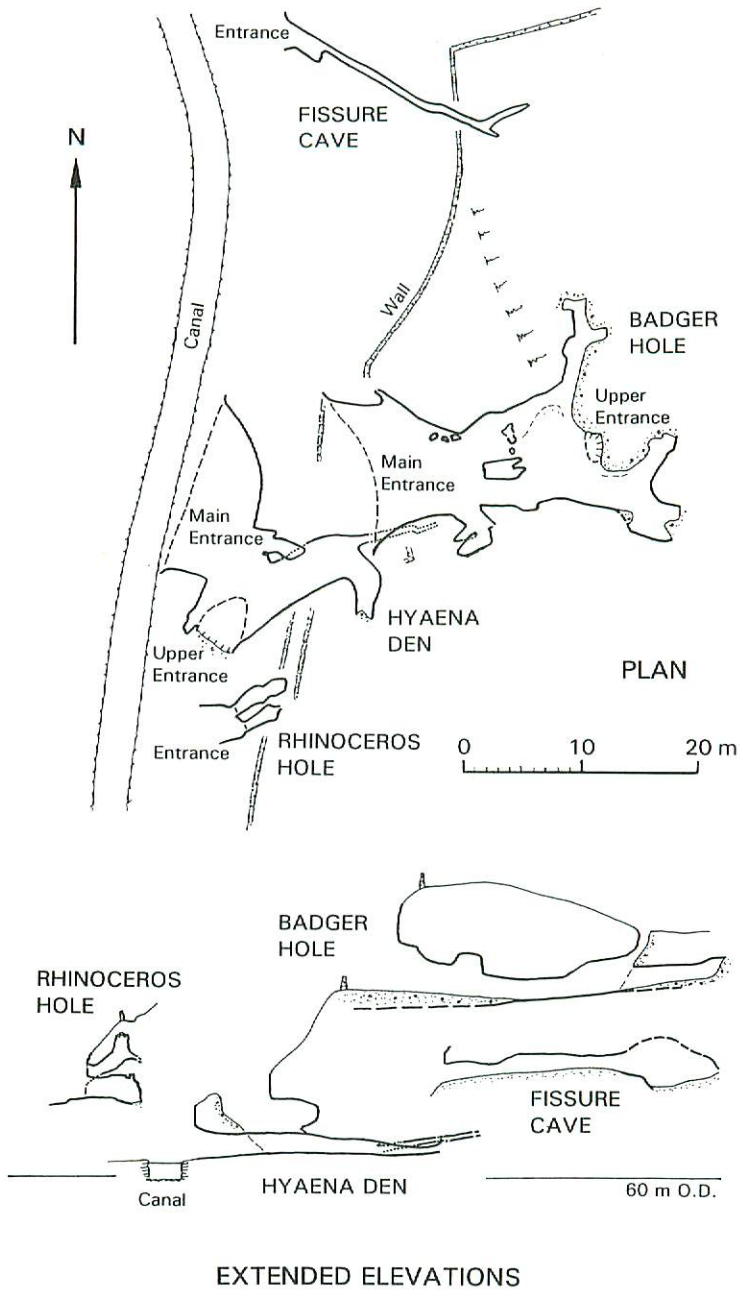 Entrance
FISSURE
CAVE
N
Canal
Wall
BADGER
HOLE
Upper
Entrance
Main
Entrance
Main
Entrance
HYAENA
DEN
Upper
Entrance
PLAN
Entrance
RHINOCEROS
HOLE
0 10 20 m
BADGER
HOLE
RHINOCEROS
HOLE
FISSURE
CAVE
Canal
HYAENA DEN
60 m O.D.
EXTENDED ELEVATIONS